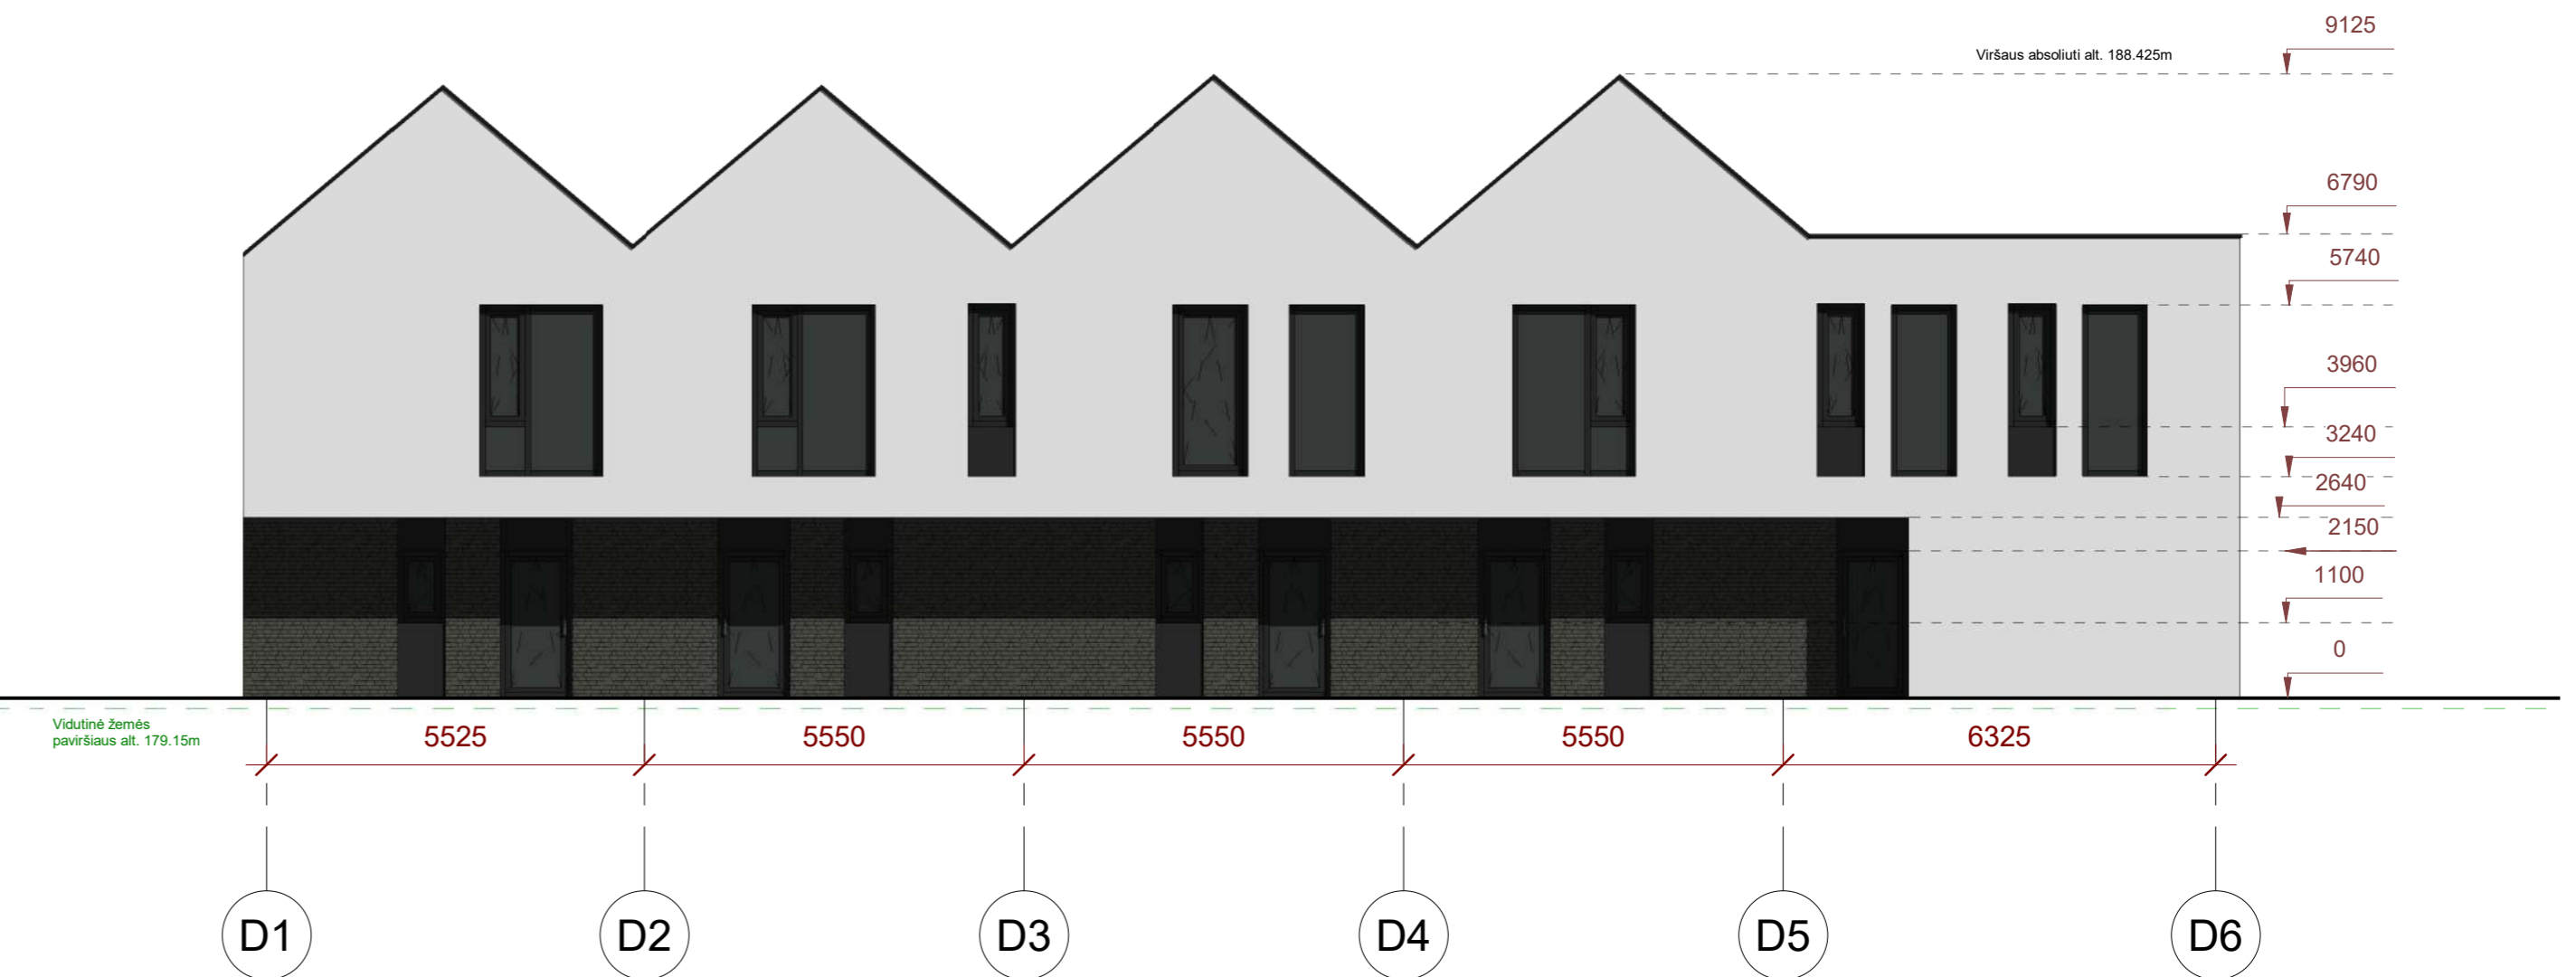 9125
Viršaus absoliuti alt. 188.425m
6790
5740
3960
3240
2640
2150
1100
0
Vidutinė žemės
paviršiaus alt. 179.15m
5525 5550 5550 5550 6325
D1 D2 D3 D4 D5 D6